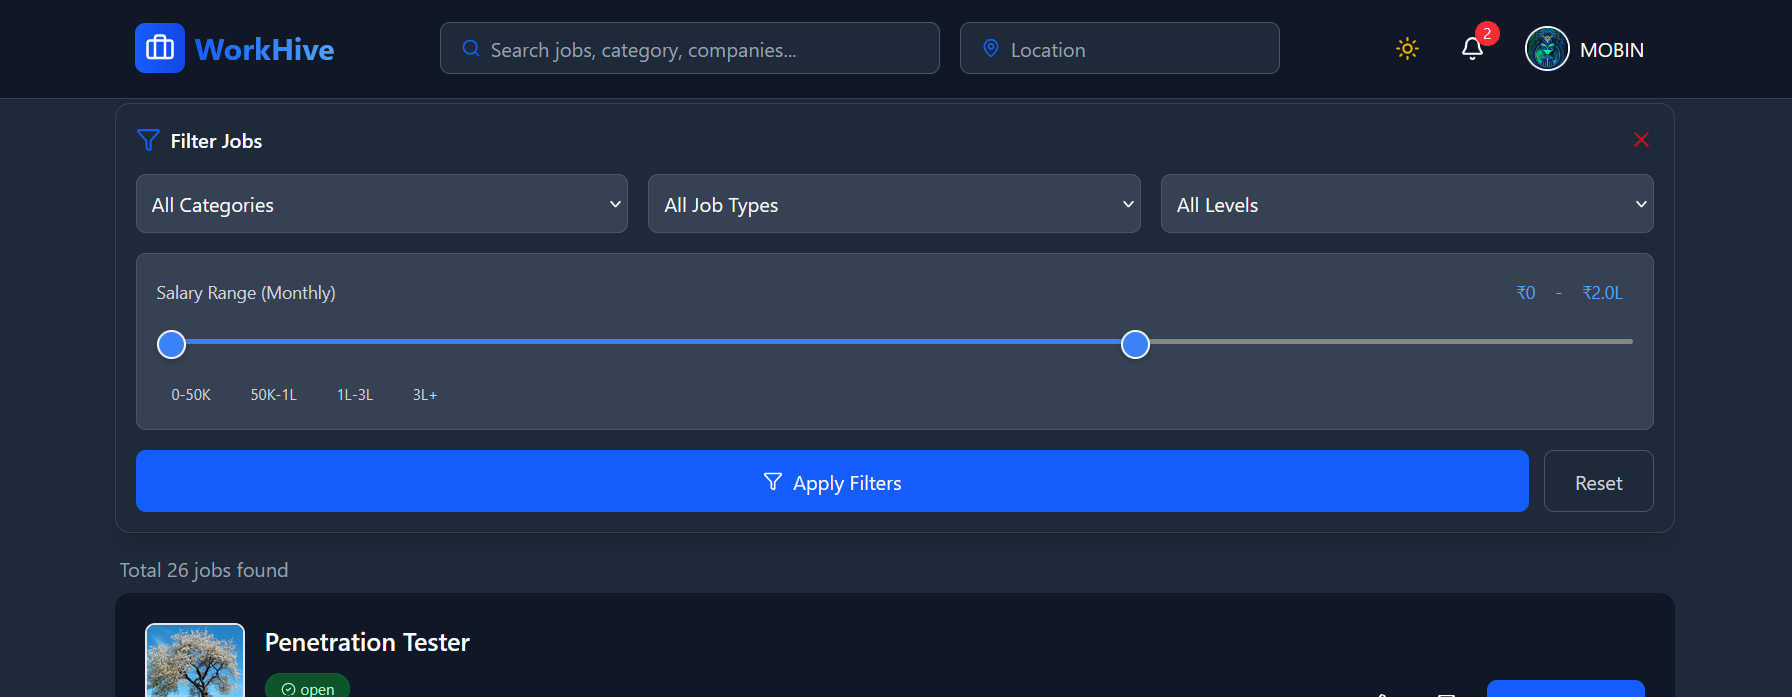 WorkHive
Search jobs, category, companies...
Location
2
MOBIN
Filter Jobs
All Categories
All Job Types
All Levels
Salary Range (Monthly)
₹0 - ₹2.0L
0-50K 50K-1L 1L-3L 3L+
Apply Filters
Reset
Total 26 jobs found
Penetration Tester
open